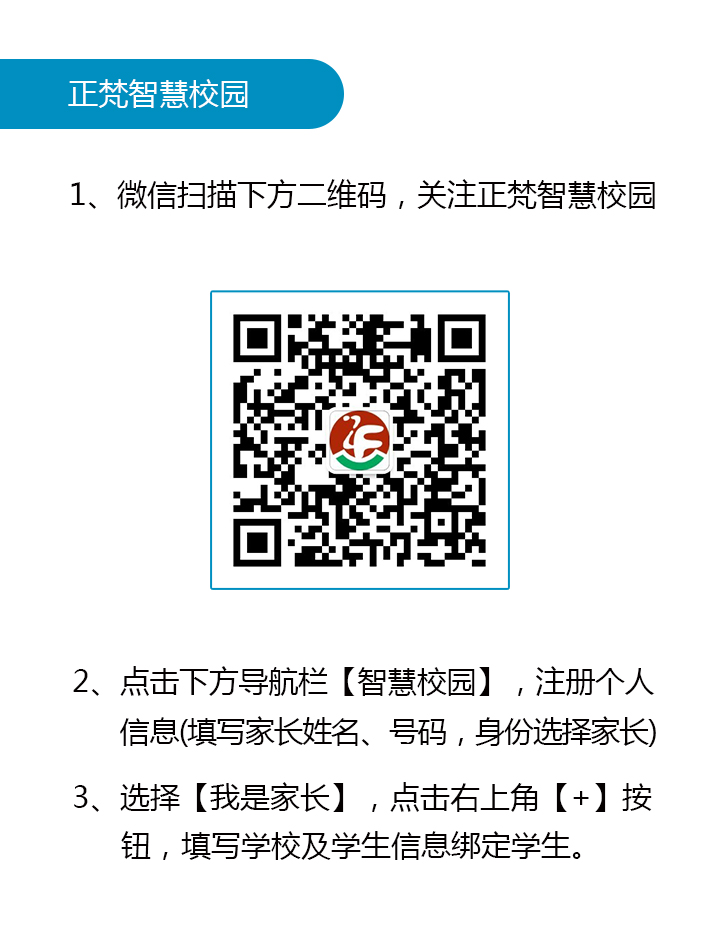 正梵智慧校园
1、微信扫描下方二维码，关注正梵智慧校园
2、点击下方导航栏【智慧校园】，注册个人
信息(填写家长姓名、号码，身份选择家长)
3、选择【我是家长】，点击右上角【+】按
钮，填写学校及学生信息绑定学生。